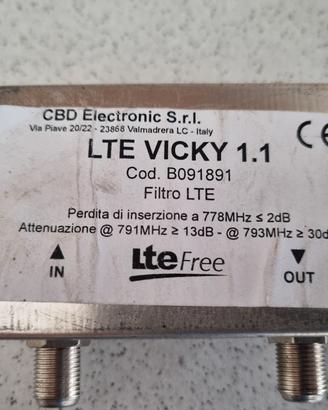 CBD Electronic S.r.l.
Via Piave 20/22 - 23868 Valmadrera LC - Italy
CE
LTE VICKY 1.1
Cod. B091891
Filtro LTE
Perdita di inserzione a 778MHz ≤ 2dB
Attenuazione @ 791MHz ≥ 13dB - @ 793MHz ≥ 30d
IN
LteFree
OUT